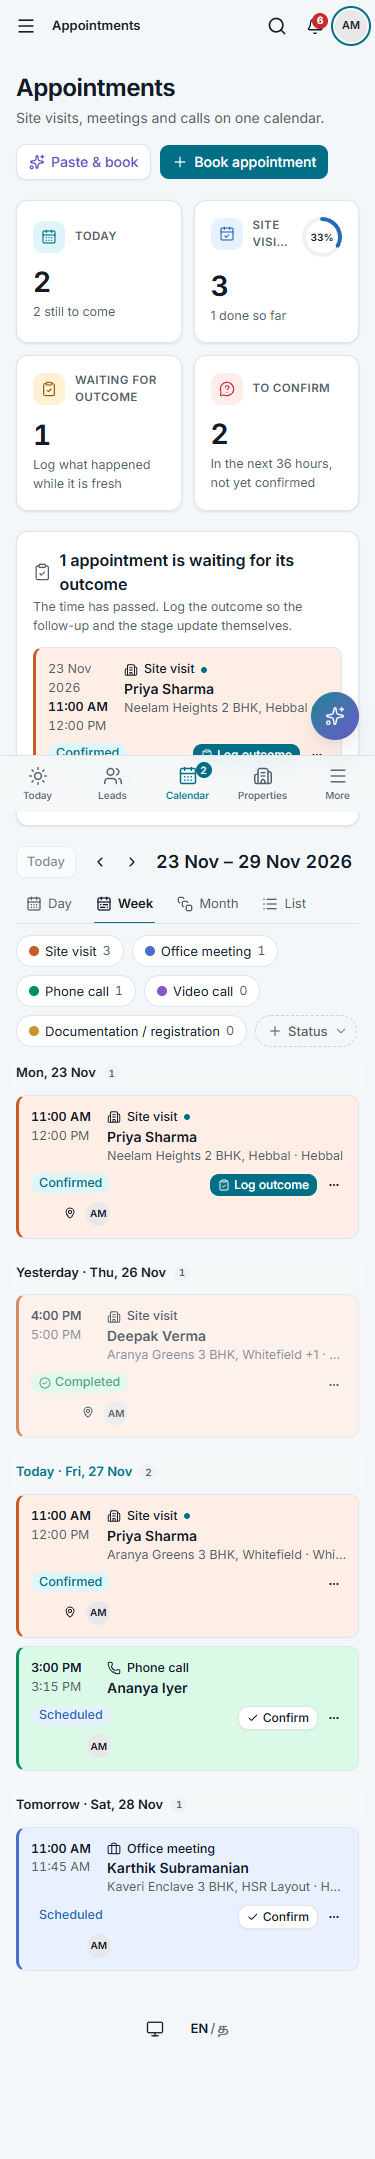 Appointments
6
AM
Appointments
Site visits, meetings and calls on one calendar.
Paste & book
Book appointment
TODAY
2
2 still to come
SITE
VISI...
33%
3
1 done so far
WAITING FOR
OUTCOME
1
Log what happened
while it is fresh
TO CONFIRM
2
In the next 36 hours,
not yet confirmed
1 appointment is waiting for its
outcome
The time has passed. Log the outcome so the
follow-up and the stage update themselves.
23 Nov
2026
11:00 AM
12:00 PM
Site visit
Priya Sharma
Neelam Heights 2 BHK, Hebbal
Confirmed
Log outcome
Today
Leads
2
Calendar
Properties
More
Today
23 Nov – 29 Nov 2026
Day
Week
Month
List
Site visit 3
Office meeting 1
Phone call 1
Video call 0
Documentation / registration 0
Status
Mon, 23 Nov 1
11:00 AM
12:00 PM
Site visit
Priya Sharma
Neelam Heights 2 BHK, Hebbal · Hebbal
Confirmed
Log outcome
AM
Yesterday · Thu, 26 Nov 1
4:00 PM
5:00 PM
Site visit
Deepak Verma
Aranya Greens 3 BHK, Whitefield +1 · ...
Completed
AM
Today · Fri, 27 Nov 2
11:00 AM
12:00 PM
Site visit
Priya Sharma
Aranya Greens 3 BHK, Whitefield · Whi...
Confirmed
AM
3:00 PM
3:15 PM
Phone call
Ananya Iyer
Scheduled
Confirm
AM
Tomorrow · Sat, 28 Nov 1
11:00 AM
11:45 AM
Office meeting
Karthik Subramanian
Kaveri Enclave 3 BHK, HSR Layout · H...
Scheduled
Confirm
AM
EN / த